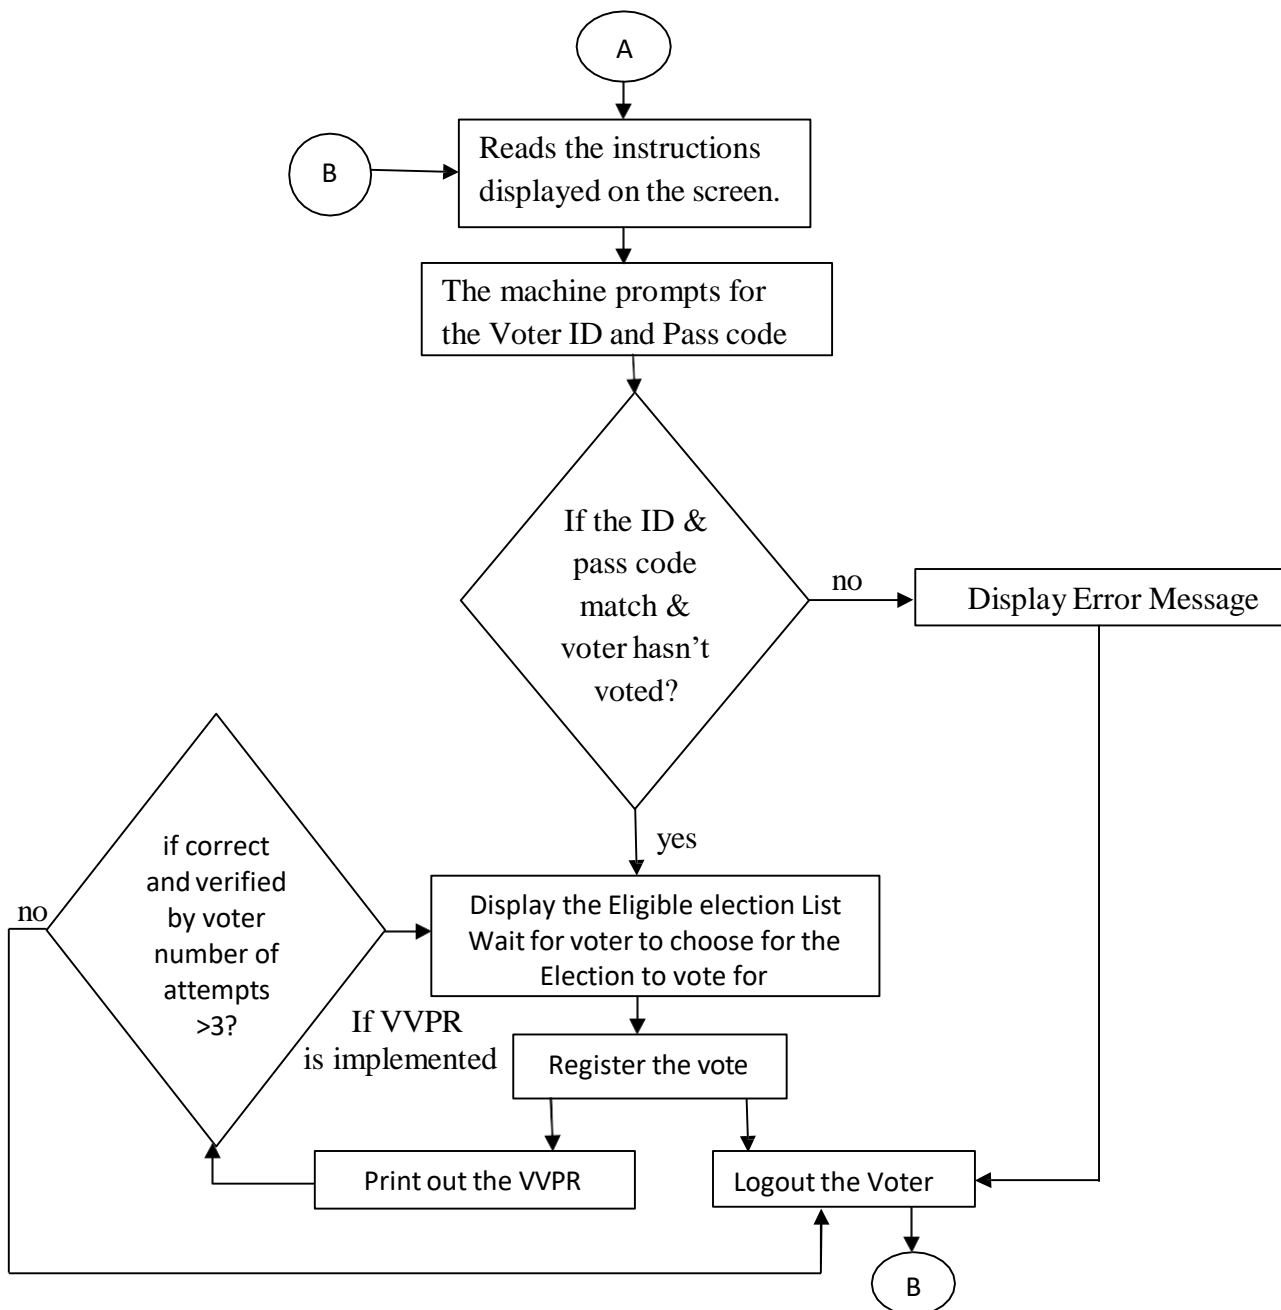 A
B
Reads the instructions
displayed on the screen.
The machine prompts for
the Voter ID and Pass code
If the ID &
pass code
match &
voter hasn’t
voted?
no
Display Error Message
yes
if correct
and verified
by voter
number of
attempts
>3?
no
Display the Eligible election List
Wait for voter to choose for the
Election to vote for
If VVPR
is implemented
Register the vote
Print out the VVPR
Logout the Voter
B